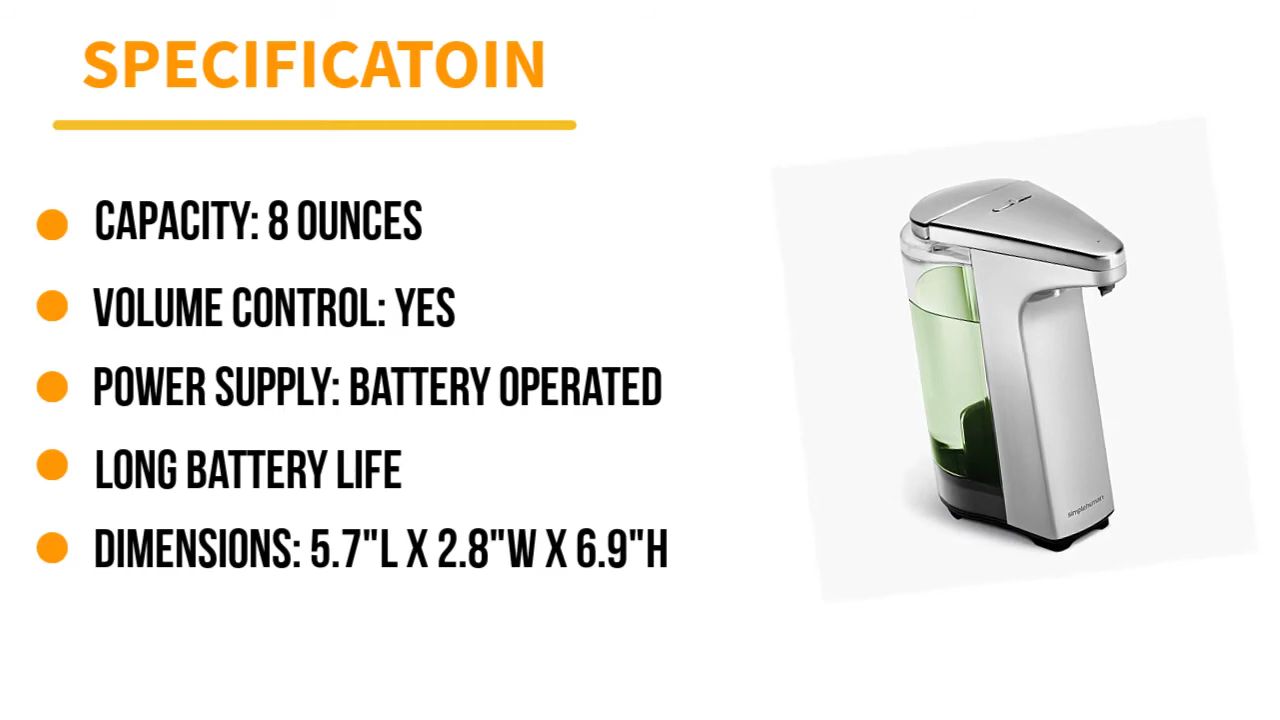 SPECIFICATOIN
CAPACITY: 8 OUNCES
VOLUME CONTROL: YES
POWER SUPPLY: BATTERY OPERATED
LONG BATTERY LIFE
DIMENSIONS: 5.7"L X 2.8"W X 6.9"H
simplehuman